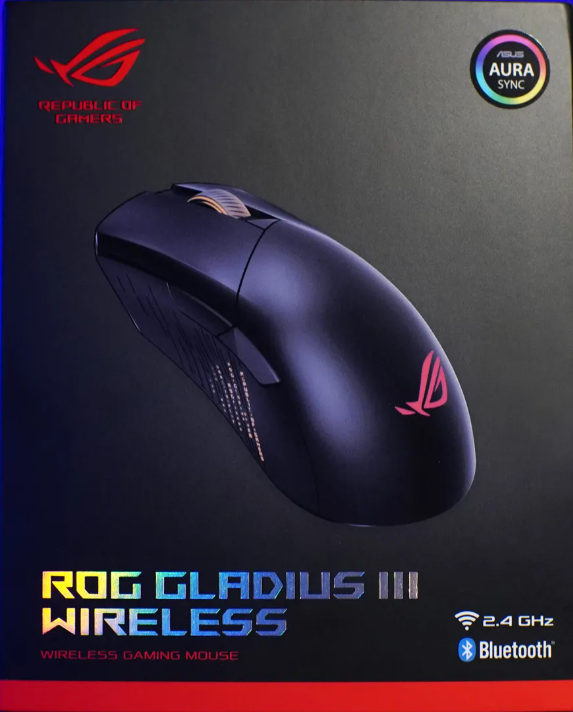 REPUBLIC OF
GAMERS
ASUS
AURA
SYNC
ROG GLADIUS III
WIRELESS
WIRELESS GAMING MOUSE
2.4 GHz
Bluetooth®